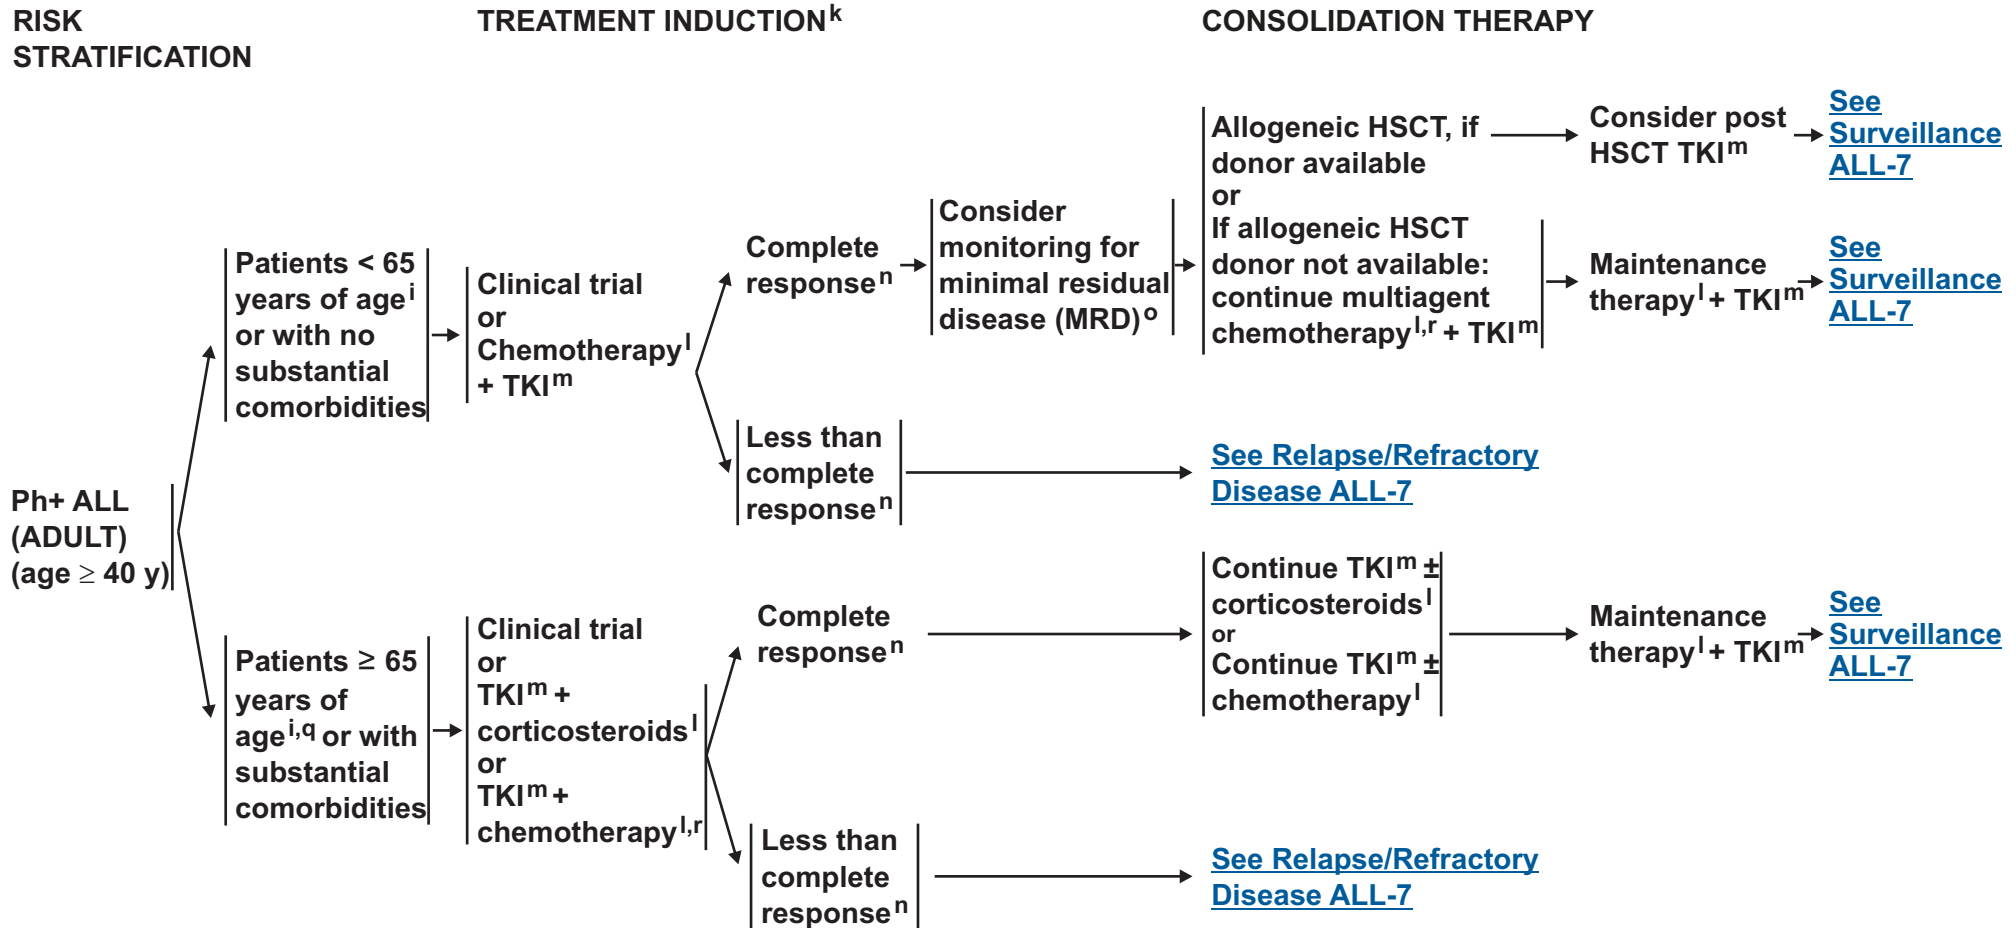 RISK
STRATIFICATION
TREATMENT INDUCTIONk
CONSOLIDATION THERAPY
Ph+ ALL
(ADULT)
(age ≥ 40 y)
Patients < 65
years of agei
or with no
substantial
comorbidities
Clinical trial
or
Chemotherapyl
+ TKIm
Complete
responsen
Consider
monitoring for
minimal residual
disease (MRD)o
Allogeneic HSCT, if
donor available
or
If allogeneic HSCT
donor not available:
continue multiagent
chemotherapyl,r + TKIm
Consider post
HSCT TKIm
See
Surveillance
ALL-7
Maintenance
therapyl + TKIm
See
Surveillance
ALL-7
Less than
complete
responsen
See Relapse/Refractory
Disease ALL-7
Patients ≥ 65
years of
agei,q or with
substantial
comorbidities
Clinical trial
or
TKIm +
corticosteroidsl
or
TKIm +
chemotherapyl,r
Complete
responsen
Continue TKIm ±
corticosteroidsl
or
Continue TKIm ±
chemotherapyl
Maintenance
therapyl + TKIm
See
Surveillance
ALL-7
Less than
complete
responsen
See Relapse/Refractory
Disease ALL-7